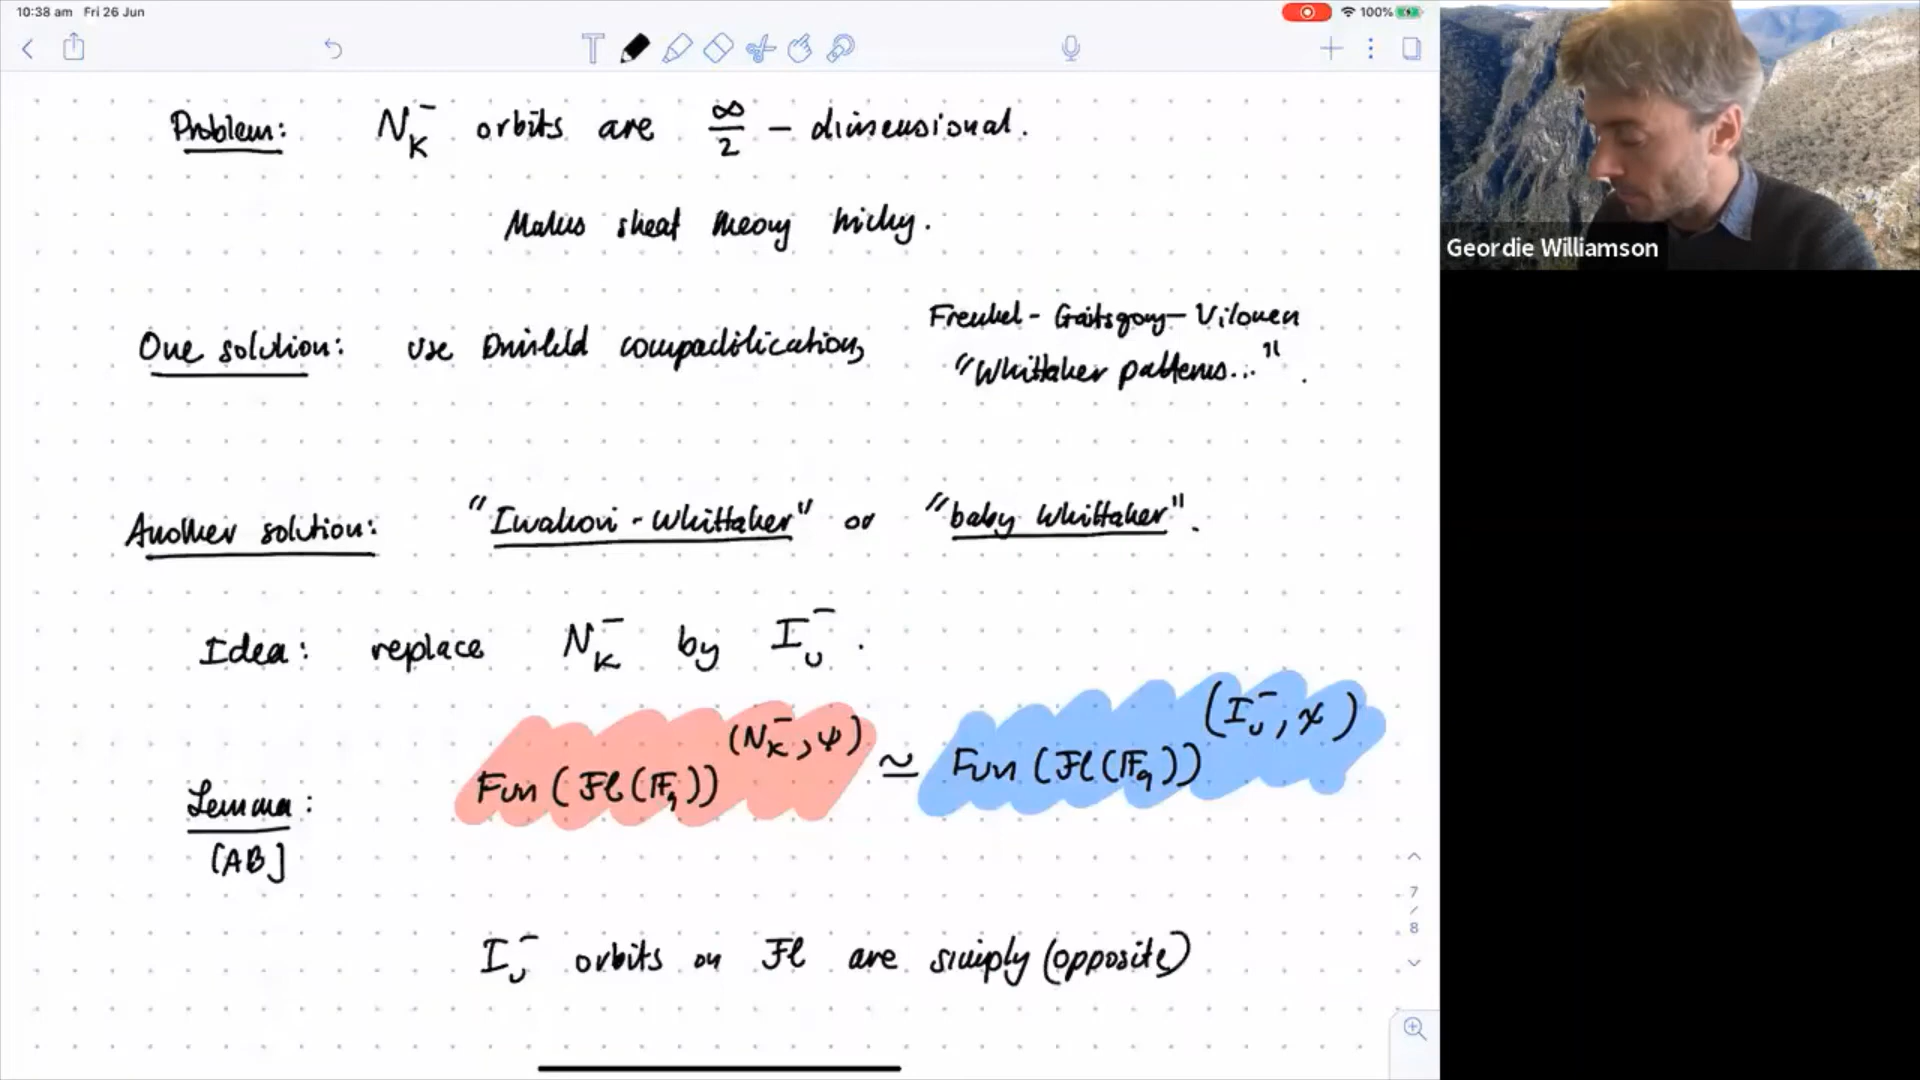 10:38 am Fri 26 Jun
100%
Problem: N_K^- orbits are ∞/2 - dimensional.
Makes sheaf theory tricky.
One solution: use Drinfeld compactification, Frenkel - Gaitsgory - Vilonen
"Whittaker patterns..." .
Another solution: "Iwahori - Whittaker" or "baby Whittaker".
Idea: replace N_K^- by I_u^- .
Lemma: Fun (Fl(F_q))^(N_K^-, ψ) ≃ Fun (Fl(F_q))^(I_u^-, χ)
[AB]
I_u^- orbits on Fl are simply (opposite)
7
/
8
Geordie Williamson